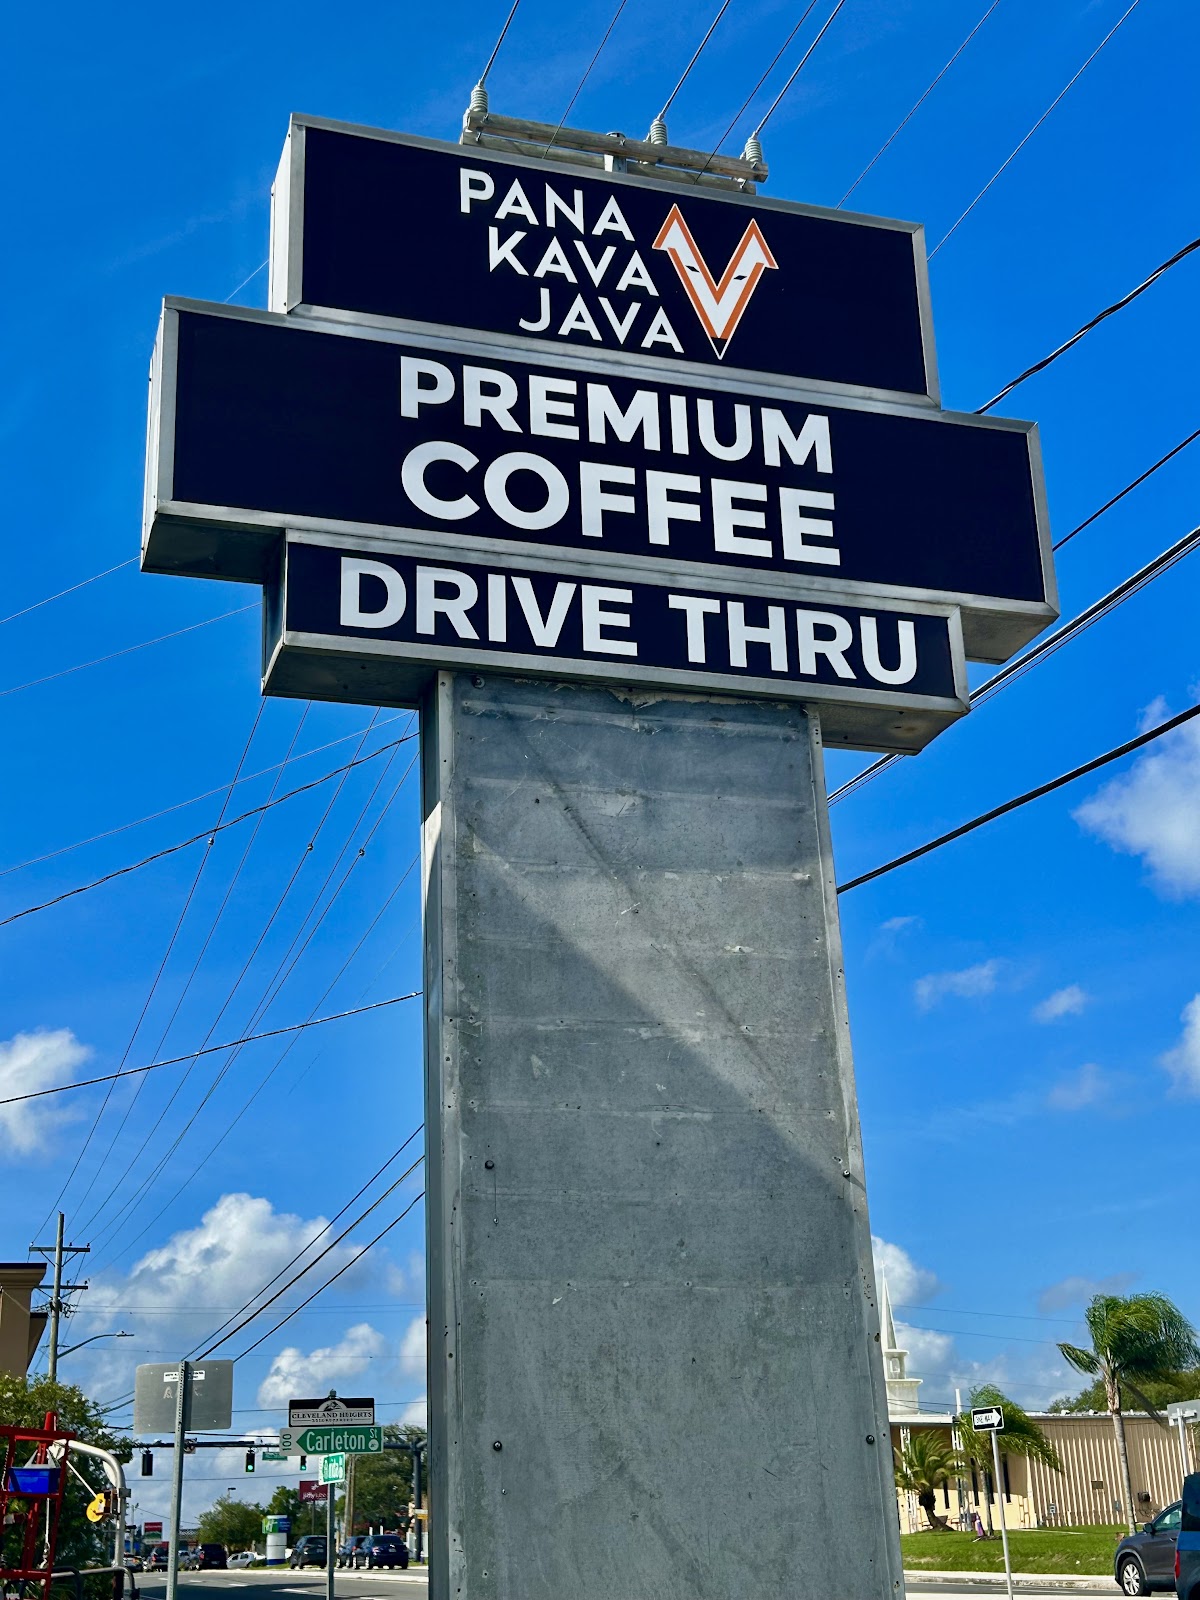 PANA
KAVA
JAVA
PREMIUM
COFFEE
DRIVE THRU
CLEVELAND HEIGHTS
100 Carleton St
ONE WAY